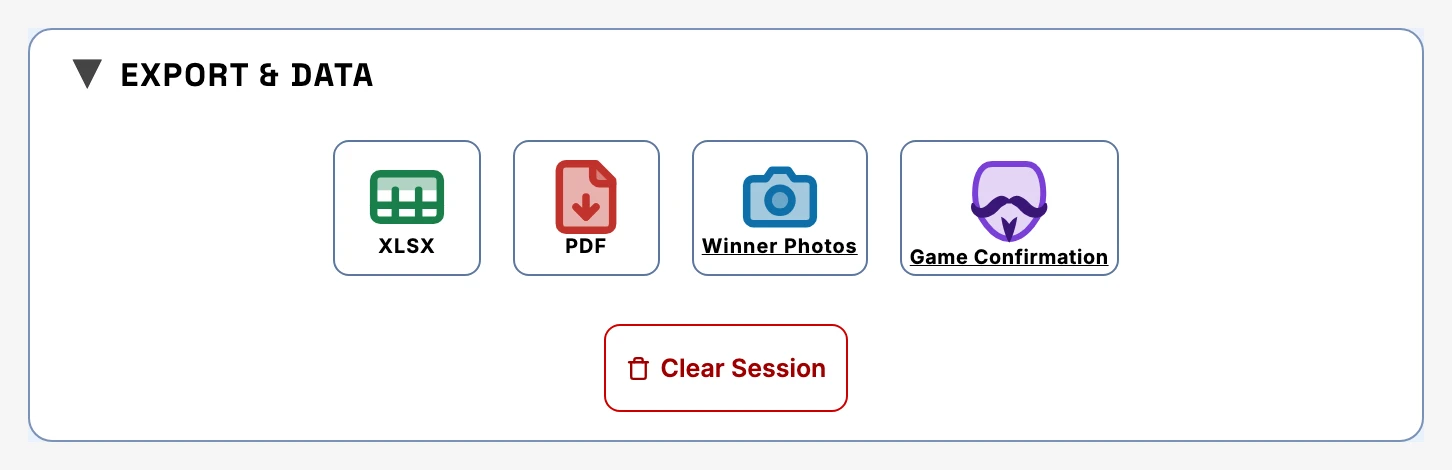 EXPORT & DATA
XLSX
PDF
Winner Photos
Game Confirmation
Clear Session